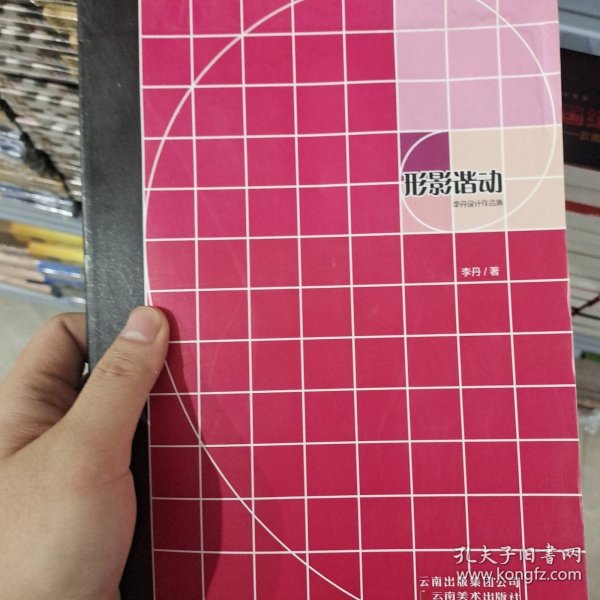 形影谐动
李丹设计作品集
李丹/著
云南出版集团公司
云南美术出版社
孔夫子旧书网
www.kongfz.com